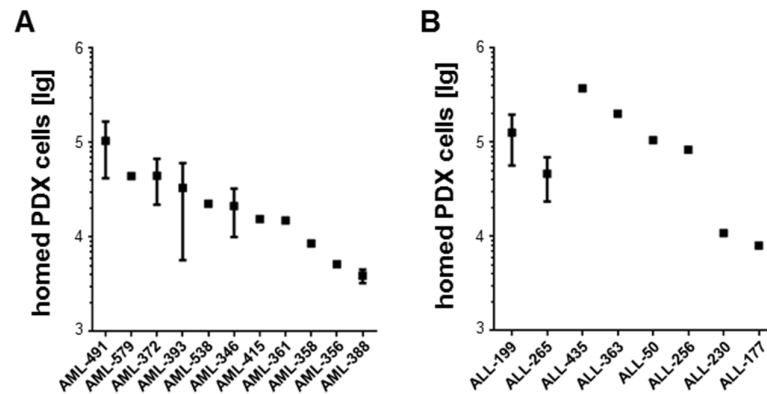 A
homed PDX cells [lg]
6
5
4
3
AML-491
AML-579
AML-372
AML-393
AML-538
AML-346
AML-415
AML-361
AML-358
AML-356
AML-388
B
homed PDX cells [lg]
6
5
4
3
ALL-199
ALL-265
ALL-435
ALL-363
ALL-50
ALL-256
ALL-230
ALL-177